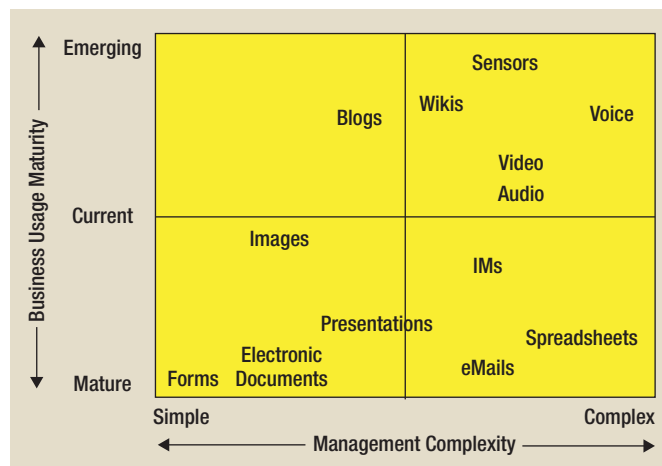 Emerging
Sensors
Wikis
Blogs
Voice
Video
Audio
Business Usage Maturity
Current
Images
IMs
Presentations
Spreadsheets
Electronic
Documents
eMails
Forms
Mature
Simple
Complex
Management Complexity